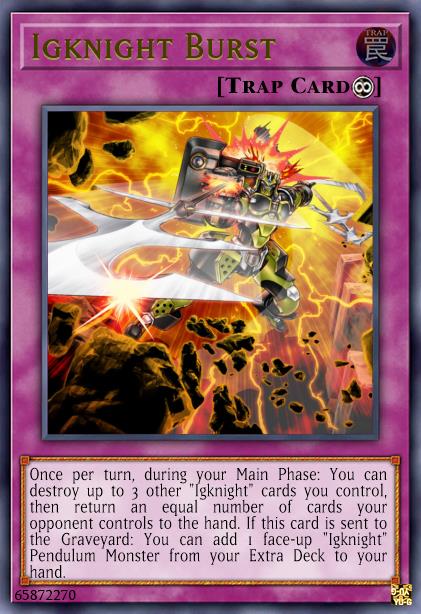 Igknight Burst
TRAP
罠
[Trap Card]
Once per turn, during your Main Phase: You can
destroy up to 3 other "Igknight" cards you control,
then return an equal number of cards your
opponent controls to the hand. If this card is sent to
the Graveyard: You can add 1 face-up "Igknight"
Pendulum Monster from your Extra Deck to your
hand.
65872270